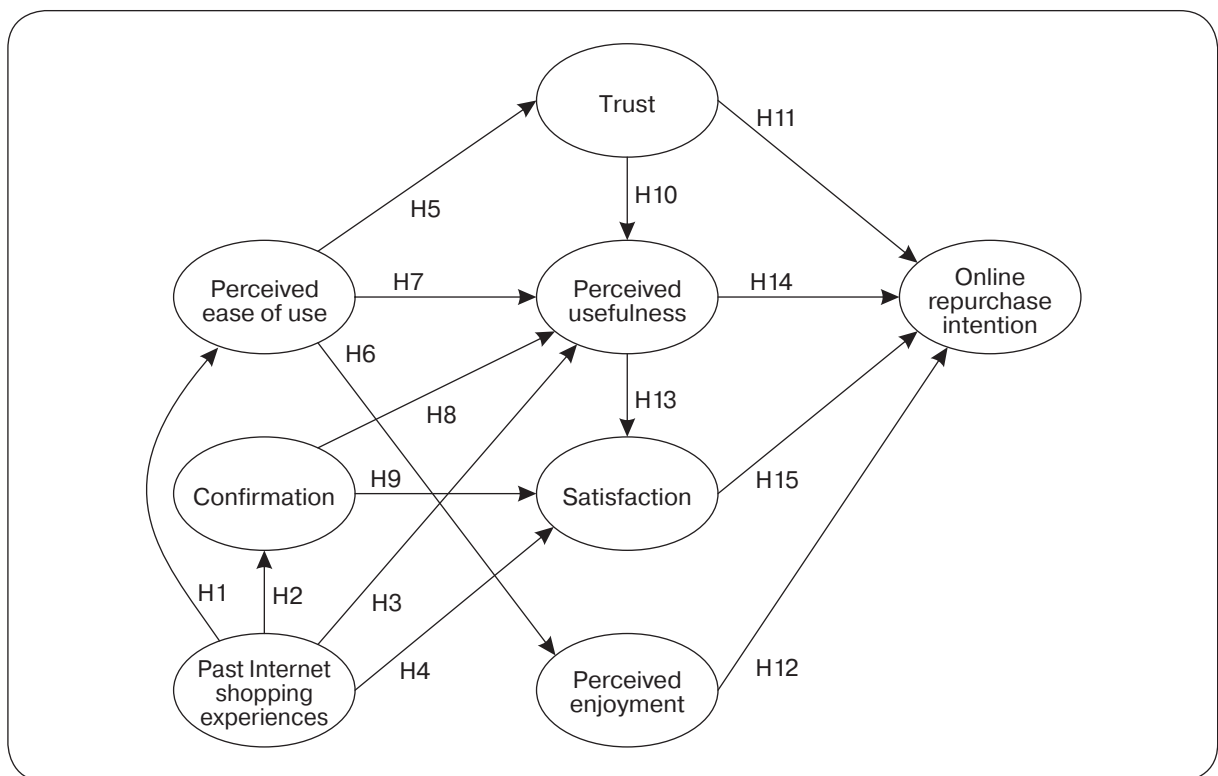 Trust
H11
H10
H5
Perceived
ease of use
H7
Perceived
usefulness
H14
Online
repurchase
intention
H6
H8
H13
Confirmation
H9
Satisfaction
H15
H1
H2
H3
H4
Past Internet
shopping
experiences
Perceived
enjoyment
H12